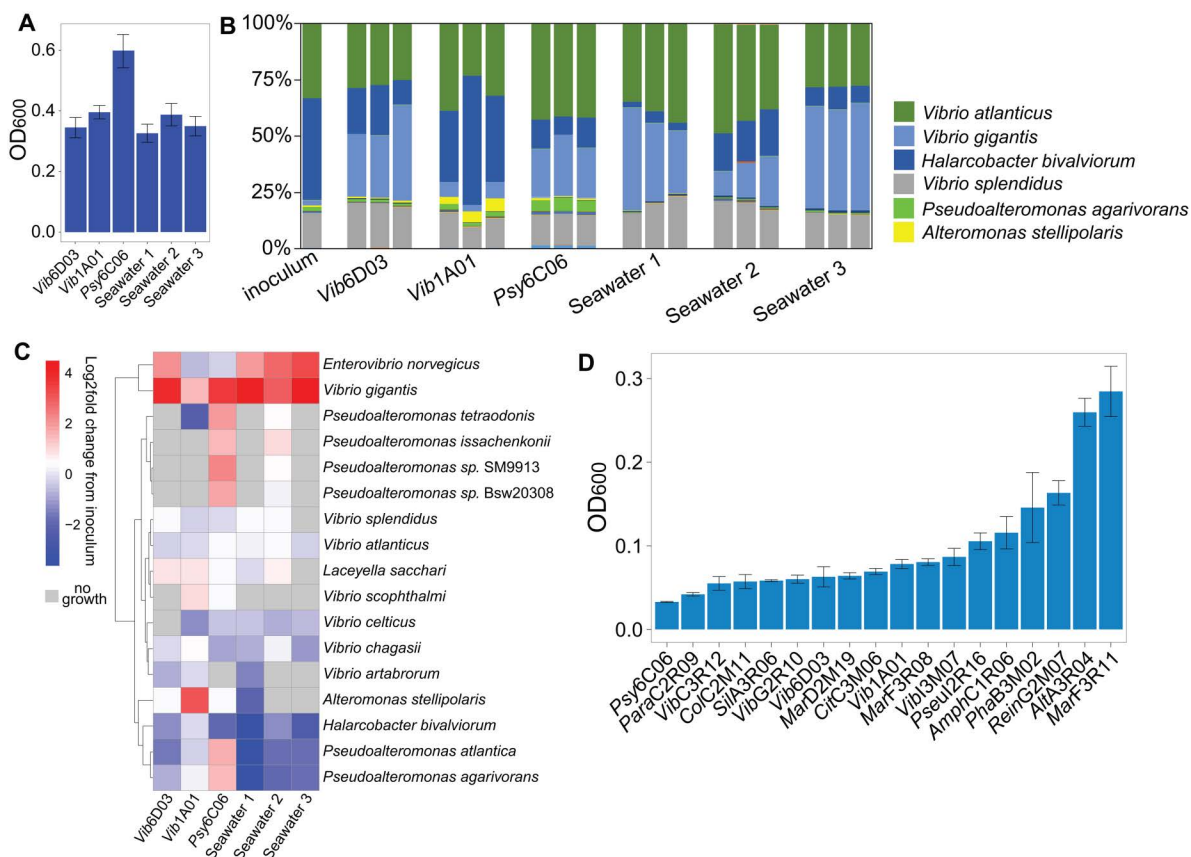 A
OD600
0.6
0.4
0.2
0.0
Vib6D03
Vib1A01
Psy6C06
Seawater 1
Seawater 2
Seawater 3
B
100%
75%
50%
25%
0%
inoculum
Vib6D03
Vib1A01
Psy6C06
Seawater 1
Seawater 2
Seawater 3
Vibrio atlanticus
Vibrio gigantis
Halarcobacter bivalviorum
Vibrio splendidus
Pseudoalteromonas agarivorans
Alteromonas stellipolaris
C
Log2fold change from inoculum
4
2
0
−2
no
growth
Enterovibrio norvegicus
Vibrio gigantis
Pseudoalteromonas tetraodonis
Pseudoalteromonas issachenkonii
Pseudoalteromonas sp. SM9913
Pseudoalteromonas sp. Bsw20308
Vibrio splendidus
Vibrio atlanticus
Laceyella sacchari
Vibrio scophthalmi
Vibrio celticus
Vibrio chagasii
Vibrio artabrorum
Alteromonas stellipolaris
Halarcobacter bivalviorum
Pseudoalteromonas atlantica
Pseudoalteromonas agarivorans
Vib6D03
Vib1A01
Psy6C06
Seawater 1
Seawater 2
Seawater 3
D
OD600
0.3
0.2
0.1
0.0
Psy6C06
ParaC2R09
VibC3R12
ColC2M11
SilA3R06
VibG2R10
Vib6D03
MarD2M19
CitC3M06
Vib1A01
MarF3R08
VibI3M07
PseuI2R16
AmphC1R06
PhaB3M02
ReinG2M07
AltA3R04
MarF3R11